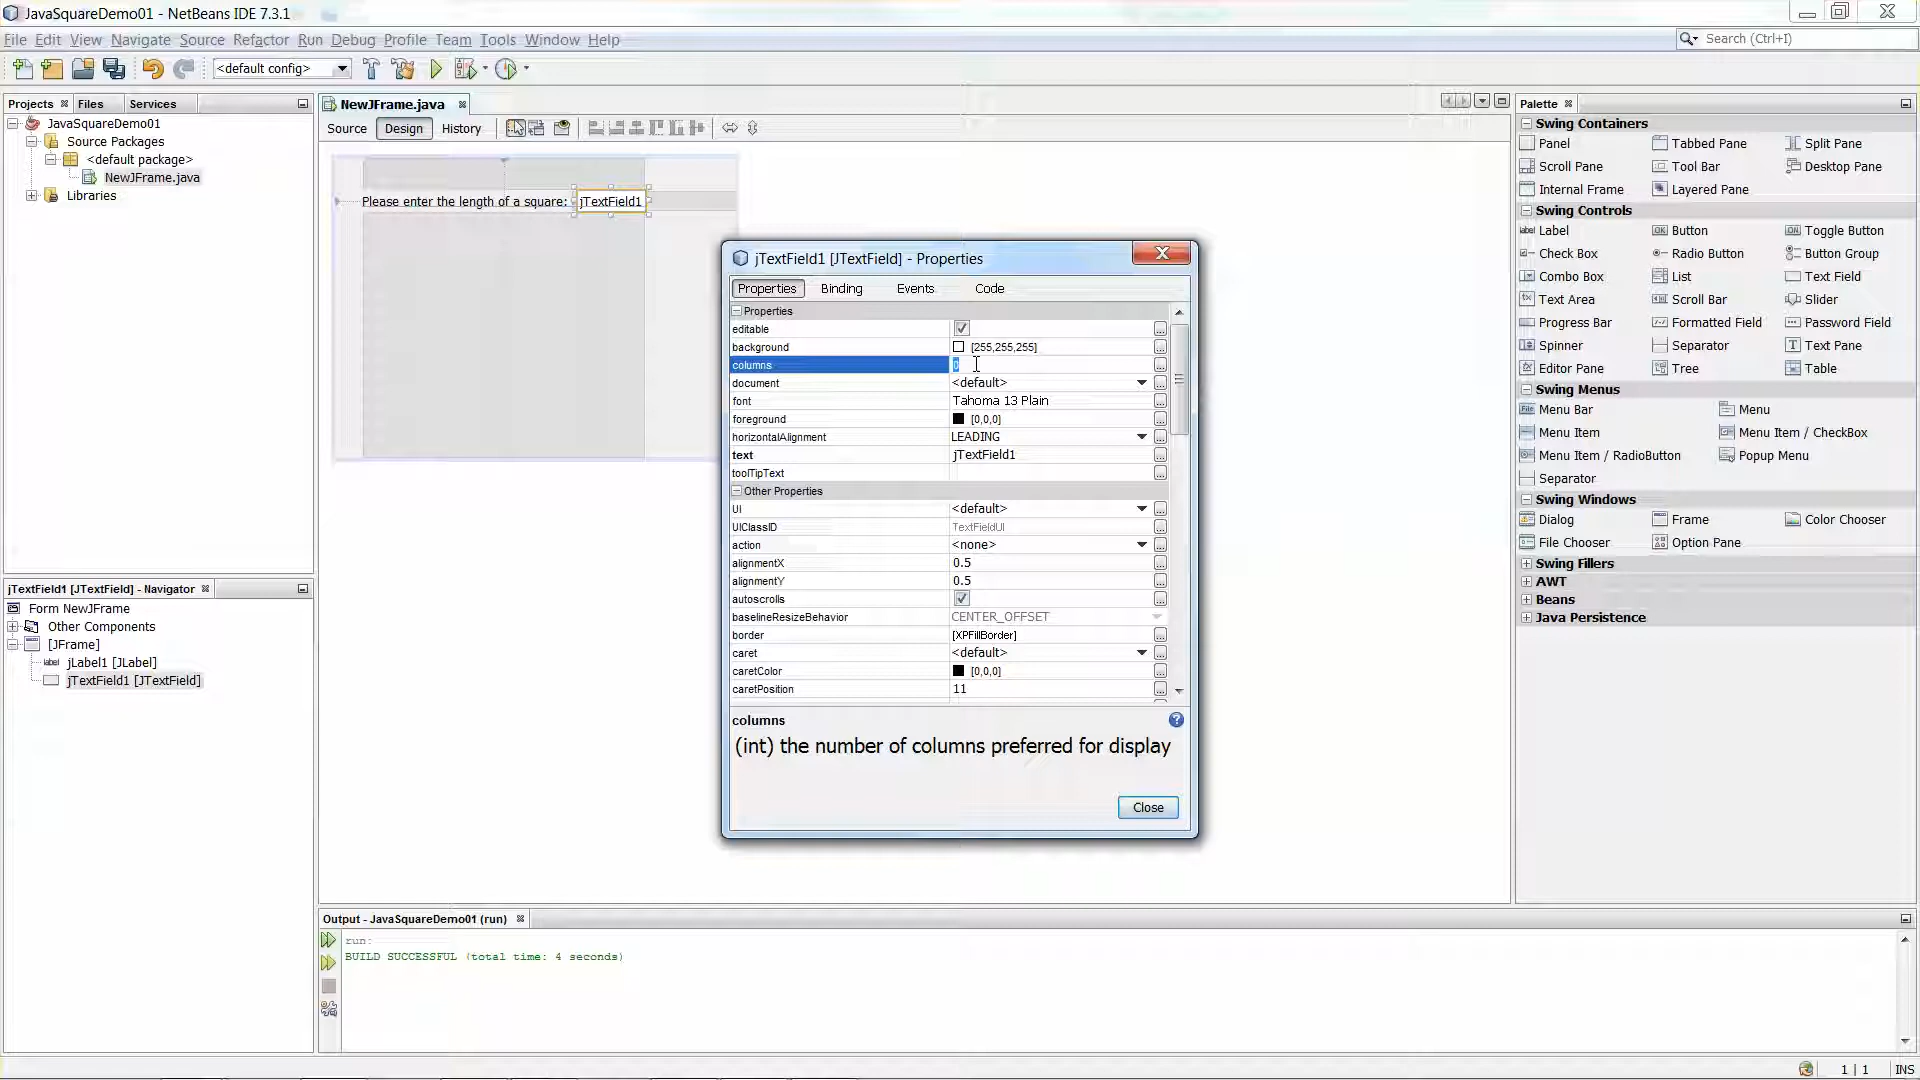 JavaSquareDemo01 - NetBeans IDE 7.3.1
File Edit View Navigate Source Refactor Run Debug Profile Team Tools Window Help
Search (Ctrl+I)
<default config>
Projects Files Services
JavaSquareDemo01
Source Packages
<default package>
NewJFrame.java
Libraries
NewJFrame.java
Source Design History
Please enter the length of a square: jTextField1
jTextField1 [JTextField] - Properties
Properties Binding Events Code
Properties
editable
background [255,255,255]
columns 0
document <default>
font Tahoma 13 Plain
foreground [0,0,0]
horizontalAlignment LEADING
text jTextField1
toolTipText
Other Properties
UI <default>
UIClassID TextFieldUI
action <none>
alignmentX 0.5
alignmentY 0.5
autoscrolls
baselineResizeBehavior CENTER_OFFSET
border [XPFillBorder]
caret <default>
caretColor [0,0,0]
caretPosition 11
columns
(int) the number of columns preferred for display
Close
Palette
Swing Containers
Panel Tabbed Pane Split Pane
Scroll Pane Tool Bar Desktop Pane
Internal Frame Layered Pane
Swing Controls
label Label OK Button ON Toggle Button
Check Box Radio Button Button Group
Combo Box List Text Field
Text Area Scroll Bar Slider
Progress Bar Formatted Field Password Field
Spinner Separator Text Pane
Editor Pane Tree Table
Swing Menus
Menu Bar Menu
Menu Item Menu Item / CheckBox
Menu Item / RadioButton Popup Menu
Separator
Swing Windows
Dialog Frame Color Chooser
File Chooser Option Pane
Swing Fillers
AWT
Beans
Java Persistence
jTextField1 [JTextField] - Navigator
Form NewJFrame
Other Components
[JFrame]
label jLabel1 [JLabel]
jTextField1 [JTextField]
Output - JavaSquareDemo01 (run)
run:
BUILD SUCCESSFUL (total time: 4 seconds)
1 | 1 INS